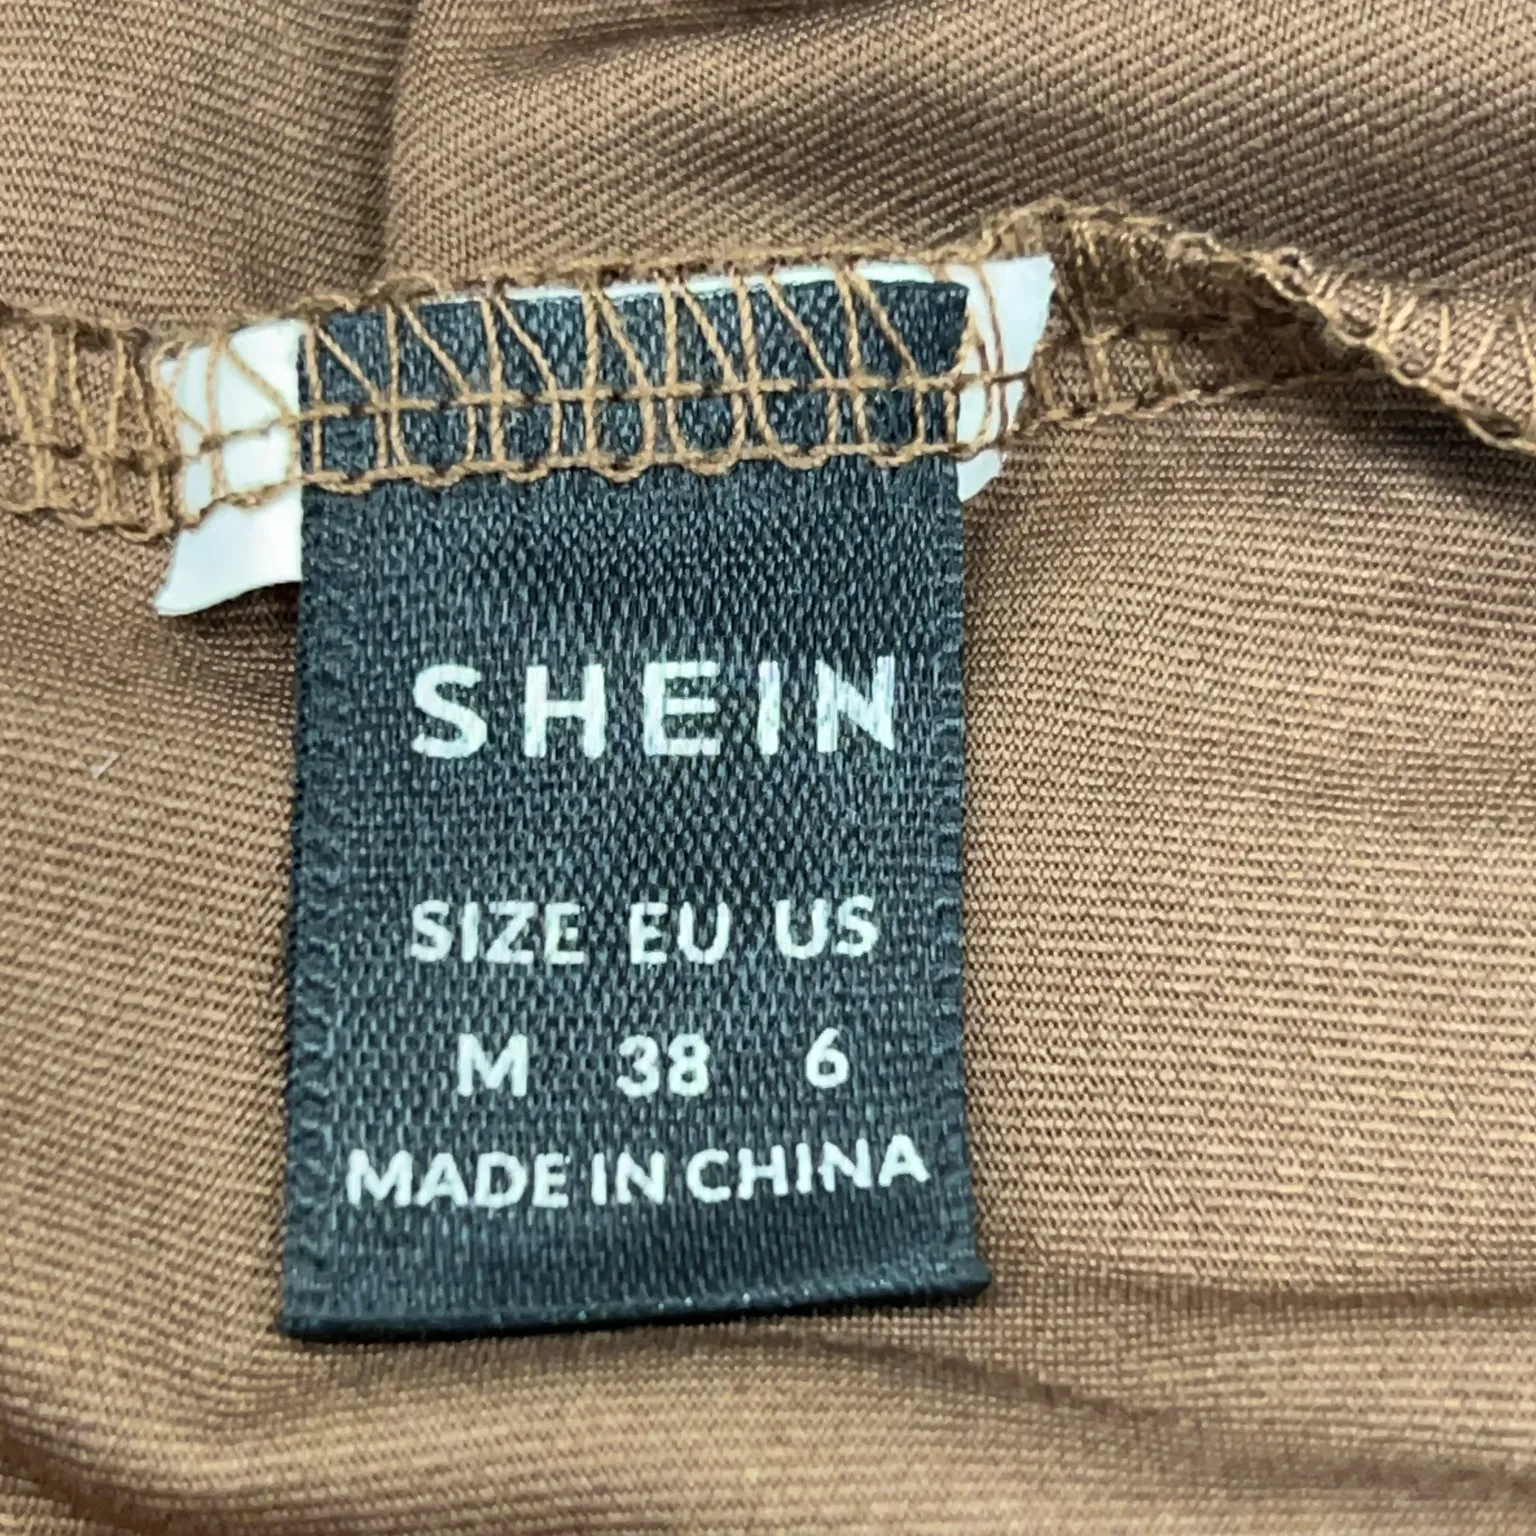 SHEIN
SIZE EU US
M 38 6
MADE IN CHINA